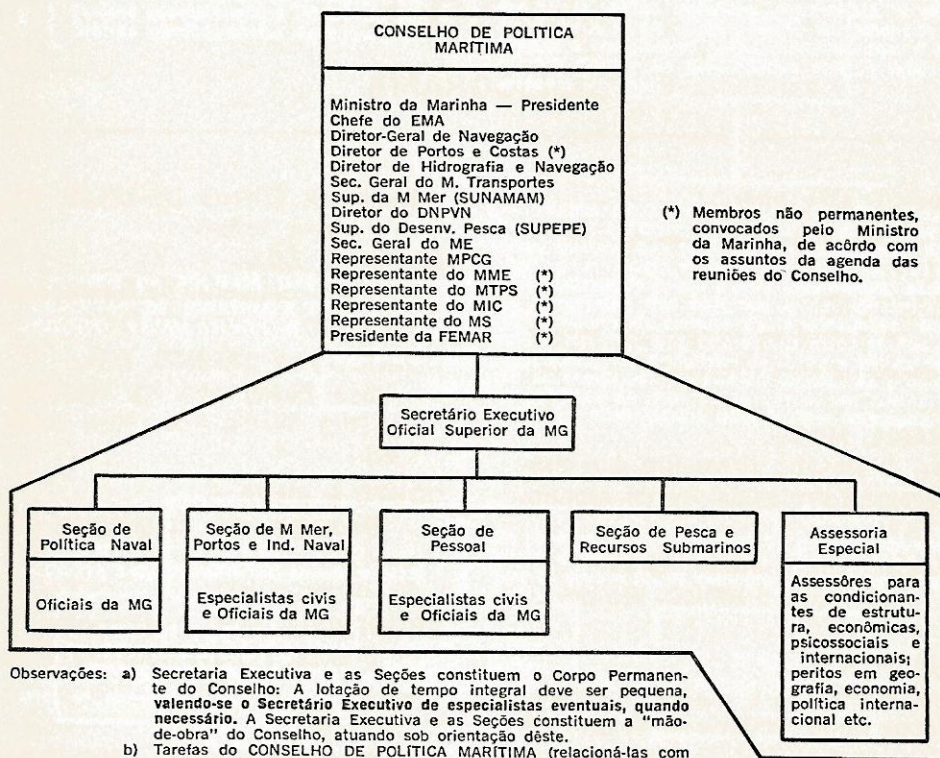 CONSELHO DE POLÍTICA
MARÍTIMA
Ministro da Marinha — Presidente
Chefe do EMA
Diretor-Geral de Navegação
Diretor de Portos e Costas (*)
Diretor de Hidrografia e Navegação
Sec. Geral do M. Transportes
Sup. da M Mer (SUNAMAM)
Diretor do DNPVN
Sup. do Desenv. Pesca (SUPEPE)
Sec. Geral do ME
Representante MPCG
Representante do MME (*)
Representante do MTPS (*)
Representante do MIC (*)
Representante do MS (*)
Presidente da FEMAR (*)
(*) Membros não permanentes,
convocados pelo Ministro
da Marinha, de acôrdo com
os assuntos da agenda das
reuniões do Conselho.
Secretário Executivo
Oficial Superior da MG
Seção de
Política Naval
Oficiais da MG
Seção de M Mer,
Portos e Ind. Naval
Especialistas civis
e Oficiais da MG
Seção de
Pessoal
Especialistas civis
e Oficiais da MG
Seção de Pesca e
Recursos Submarinos
Assessoria
Especial
Assessôres para
as condicionan-
tes de estrutu-
ra, econômicas,
psicossociais e
internacionais;
peritos em geo-
grafia, economia,
política interna-
cional etc.
Observações: a) Secretaria Executiva e as Seções constituem o Corpo Permanen-
te do Conselho: A lotação de tempo integral deve ser pequena,
valendo-se o Secretário Executivo de especialistas eventuais, quando
necessário. A Secretaria Executiva e as Seções constituem a "mão-
de-obra" do Conselho, atuando sob orientação dêste.
b) Tarefas do CONSELHO DE POLÍTICA MARÍTIMA (relacioná-las com